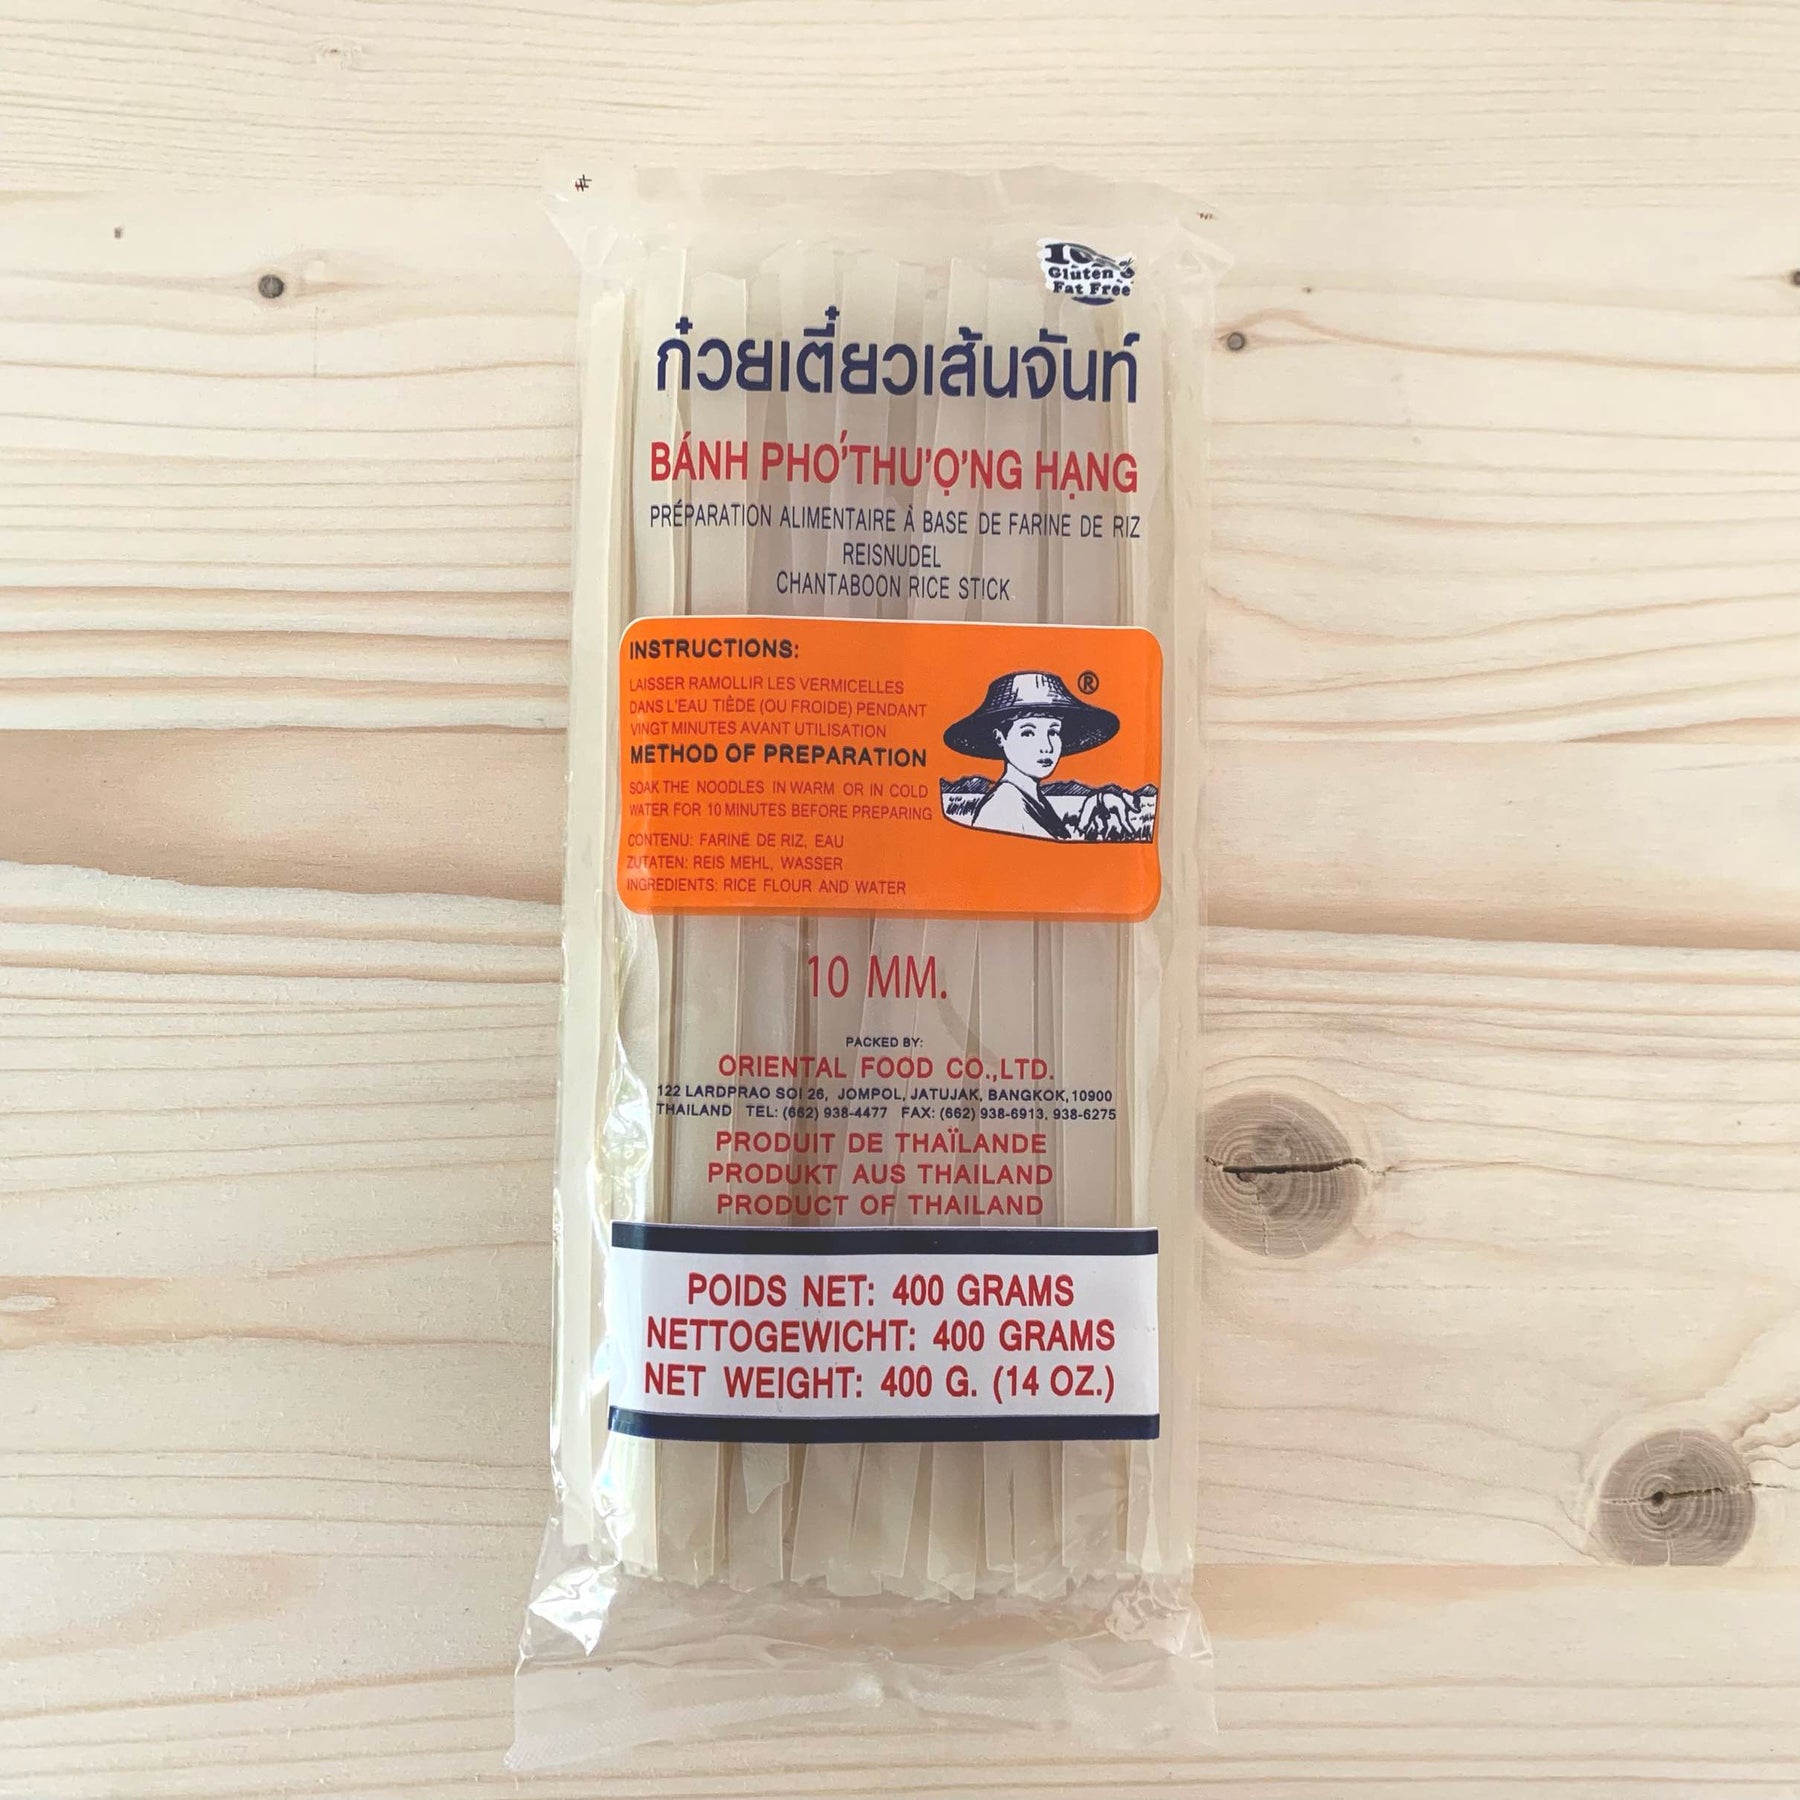 Gluten &
Fat Free
ก๋วยเตี๋ยวเส้นจันท์
BÁNH PHỞ THƯỢNG HẠNG
PRÉPARATION ALIMENTAIRE À BASE DE FARINE DE RIZ
REISNUDEL
CHANTABOON RICE STICK
INSTRUCTIONS:
LAISSER RAMOLLIR LES VERMICELLES
DANS L'EAU TIÈDE (OU FROIDE) PENDANT
VINGT MINUTES AVANT UTILISATION
METHOD OF PREPARATION
SOAK THE NOODLES IN WARM OR IN COLD
WATER FOR 10 MINUTES BEFORE PREPARING
CONTENU: FARINE DE RIZ, EAU
ZUTATEN: REIS MEHL, WASSER
INGREDIENTS: RICE FLOUR AND WATER
®
10 MM.
PACKED BY:
ORIENTAL FOOD CO.,LTD.
122 LARDPRAO SOI 26, JOMPOL, JATUJAK, BANGKOK,10900
THAILAND TEL: (662) 938-4477 FAX: (662) 938-6913, 938-6275
PRODUIT DE THAÏLANDE
PRODUKT AUS THAILAND
PRODUCT OF THAILAND
POIDS NET: 400 GRAMS
NETTOGEWICHT: 400 GRAMS
NET WEIGHT: 400 G. (14 OZ.)